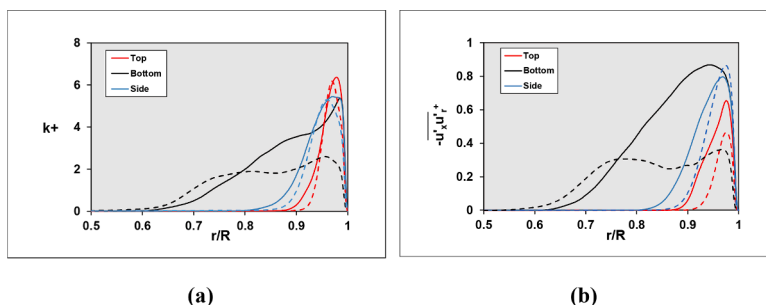 8
6
4
2
0
k+
Top
Bottom
Side
0.5 0.6 0.7 0.8 0.9 1
r/R
(a)
1
0.8
0.6
0.4
0.2
0
-u'ₓu'ᵣ⁺
Top
Bottom
Side
0.5 0.6 0.7 0.8 0.9 1
r/R
(b)